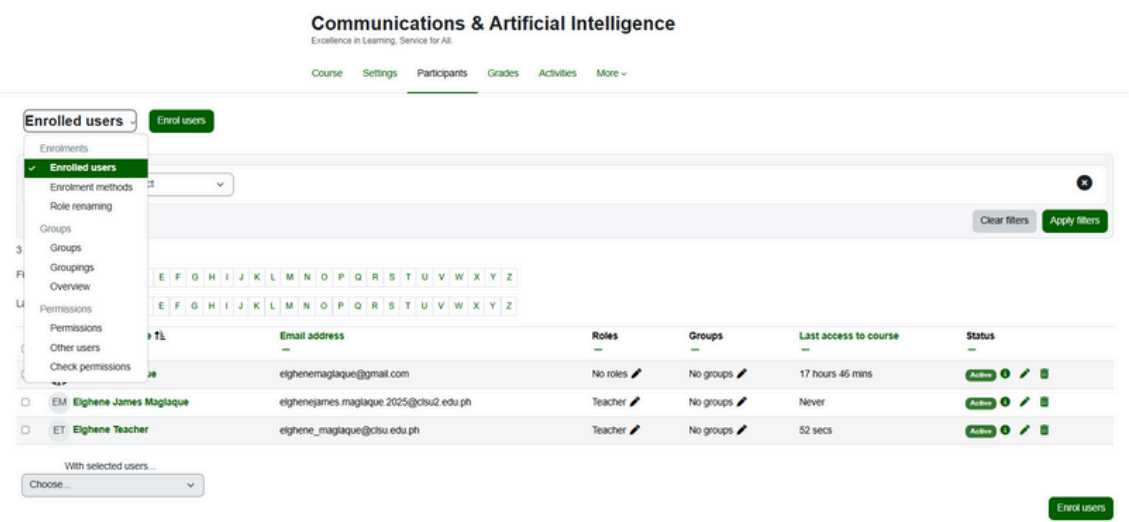 Communications & Artificial Intelligence
Excellence in Learning, Service for All.
Course Settings Participants Grades Activities More
Enrolled users Enrol users
Enrolments
Enrolled users
Enrolment methods
Role renaming
Groups
Groups
Groupings
Overview
Permissions
Permissions
Other users
Check permissions
Clear filters Apply filters
3
E F G H I J K L M N O P Q R S T U V W X Y Z
E F G H I J K L M N O P Q R S T U V W X Y Z
Email address Roles Groups Last access to course Status
elghenemaglaque@gmail.com No roles No groups 17 hours 46 mins Active
EM Elghene James Maglaque elghenejames.maglaque.2025@clsu2.edu.ph Teacher No groups Never Active
ET Elghene Teacher elghene_maglaque@clsu.edu.ph Teacher No groups 52 secs Active
With selected users...
Choose...
Enrol users